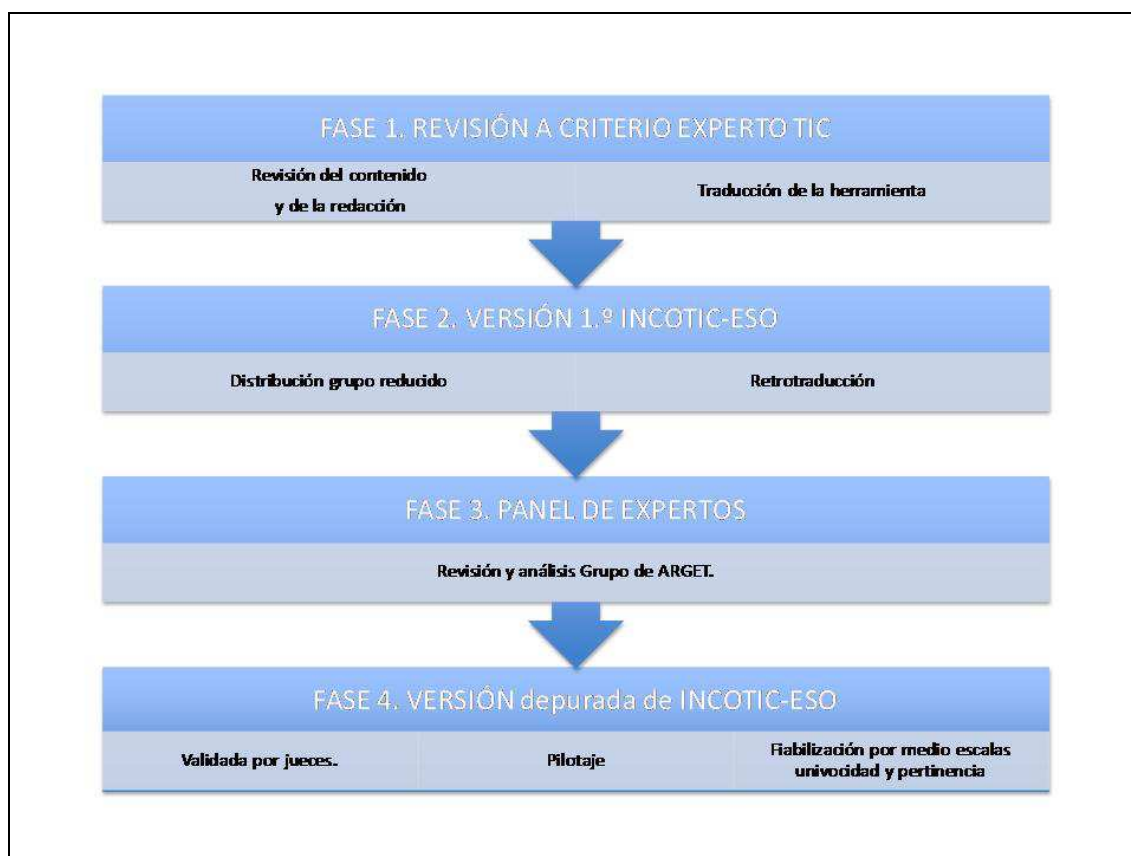 FASE 1. REVISIÓN A CRITERIO EXPERTO TIC
Revisión del contenido
y de la redacción
Traducción de la herramienta
FASE 2. VERSIÓN 1.º INCOTIC-ESO
Distribución grupo reducido
Retrotraducción
FASE 3. PANEL DE EXPERTOS
Revisión y análisis Grupo de ARGET.
FASE 4. VERSIÓN depurada de INCOTIC-ESO
Validada por jueces.
Pilotaje
Fiabilización por medio escalas
univocidad y pertinencia